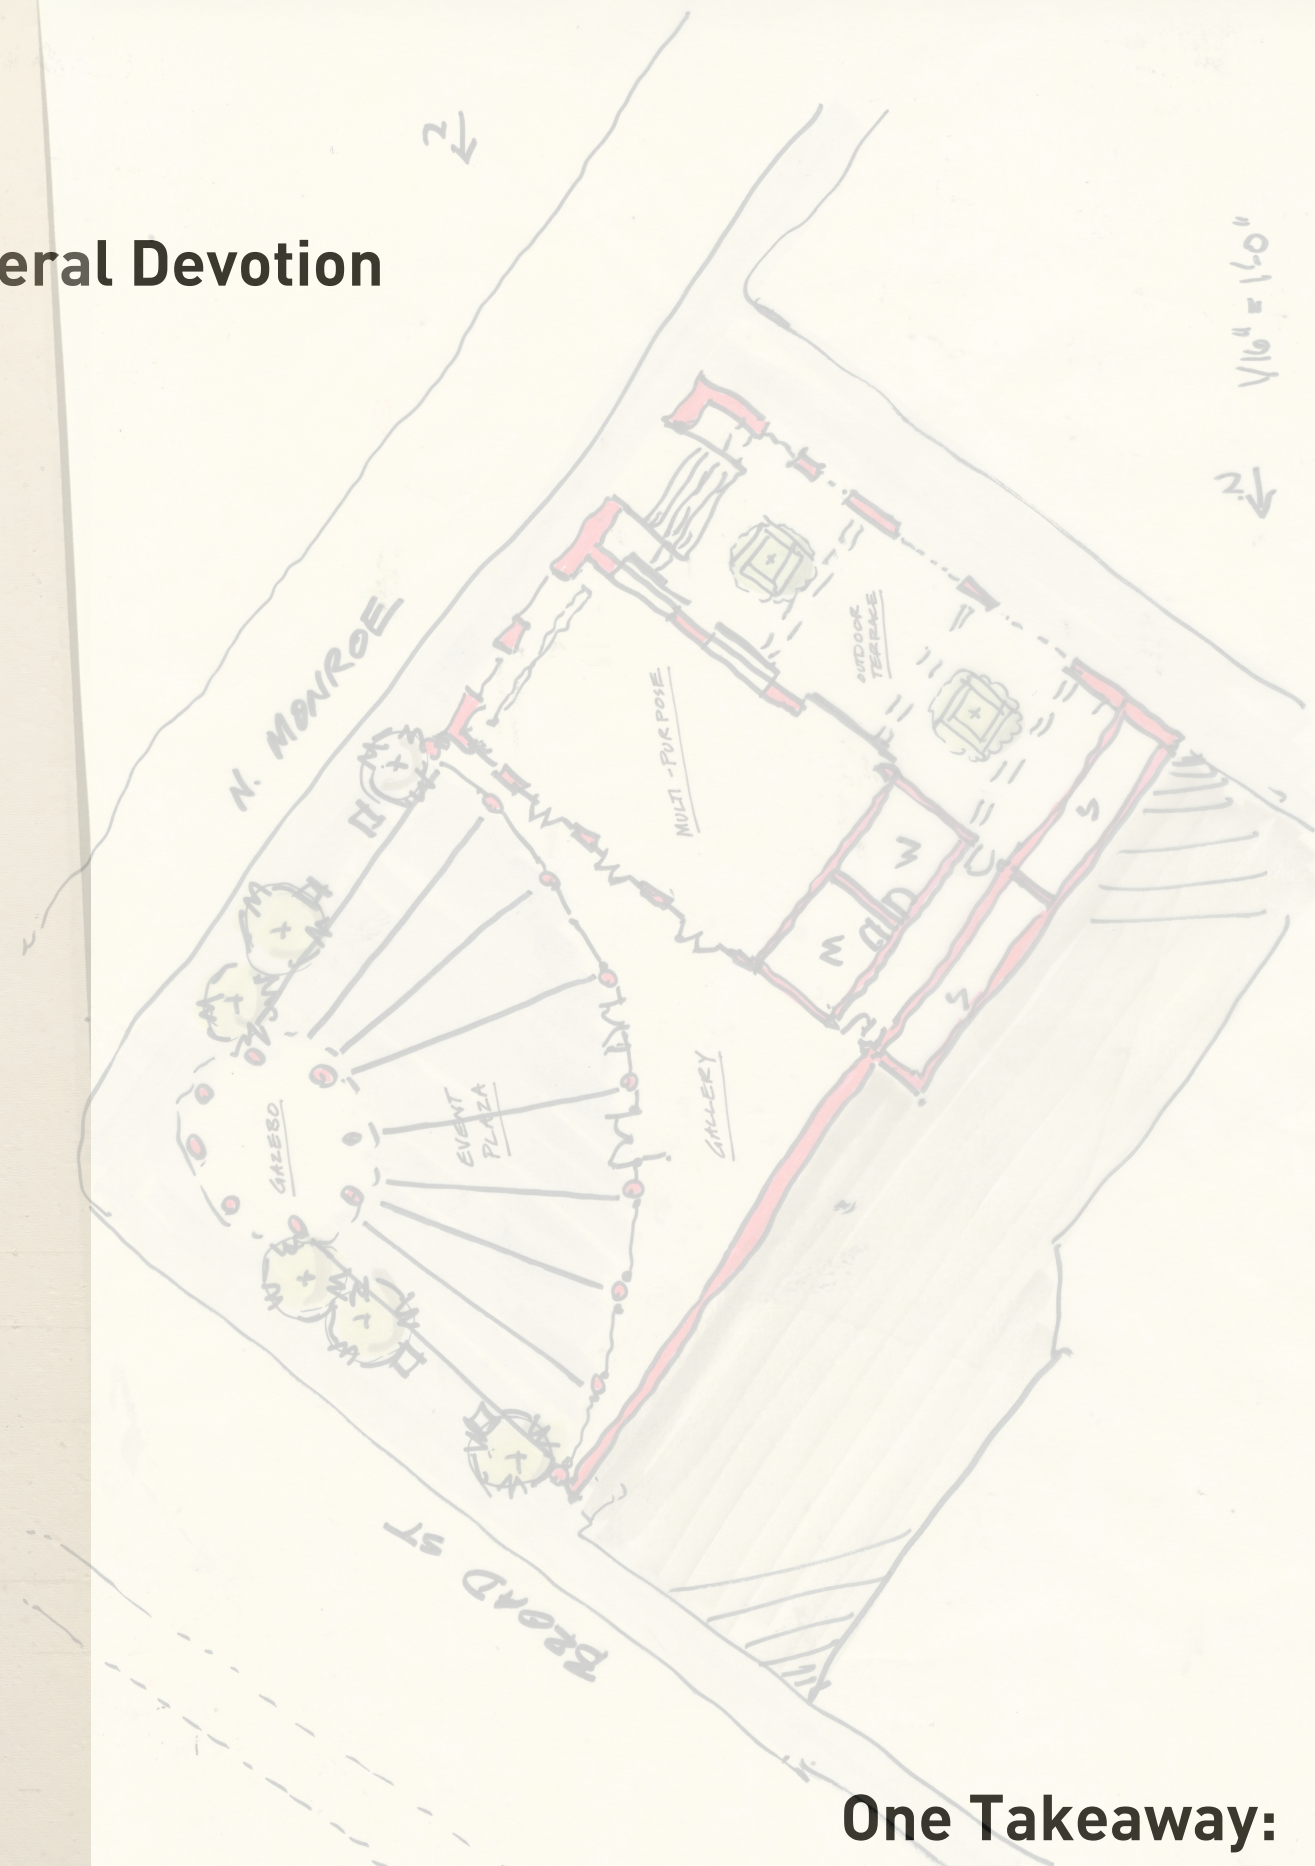 eral Devotion
1/16" = 1'-0"
N. MONROE
OUTDOOR
TERRACE
MULTI-PURPOSE
S
W
M
S
GALLERY
EVENT
PLAZA
GAZEBO
BROAD ST
One Takeaway: